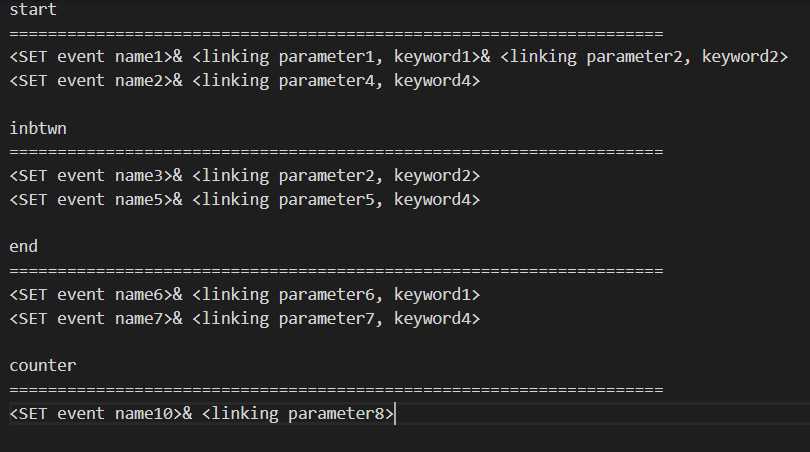 start
====================================================================
<SET event name1>& <linking parameter1, keyword1>& <linking parameter2, keyword2>
<SET event name2>& <linking parameter4, keyword4>
inbtwn
====================================================================
<SET event name3>& <linking parameter2, keyword2>
<SET event name5>& <linking parameter5, keyword4>
end
====================================================================
<SET event name6>& <linking parameter6, keyword1>
<SET event name7>& <linking parameter7, keyword4>
counter
====================================================================
<SET event name10>& <linking parameter8>